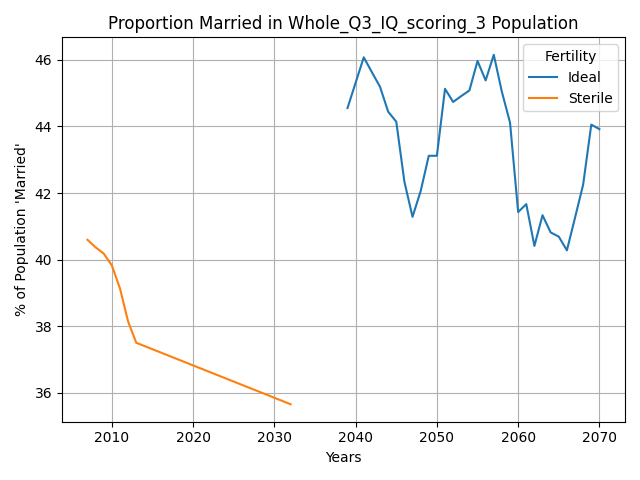 Proportion Married in Whole_Q3_IQ_scoring_3 Population
% of Population 'Married'
46
44
42
40
38
36
Fertility
Ideal
Sterile
2010 2020 2030 2040 2050 2060 2070
Years